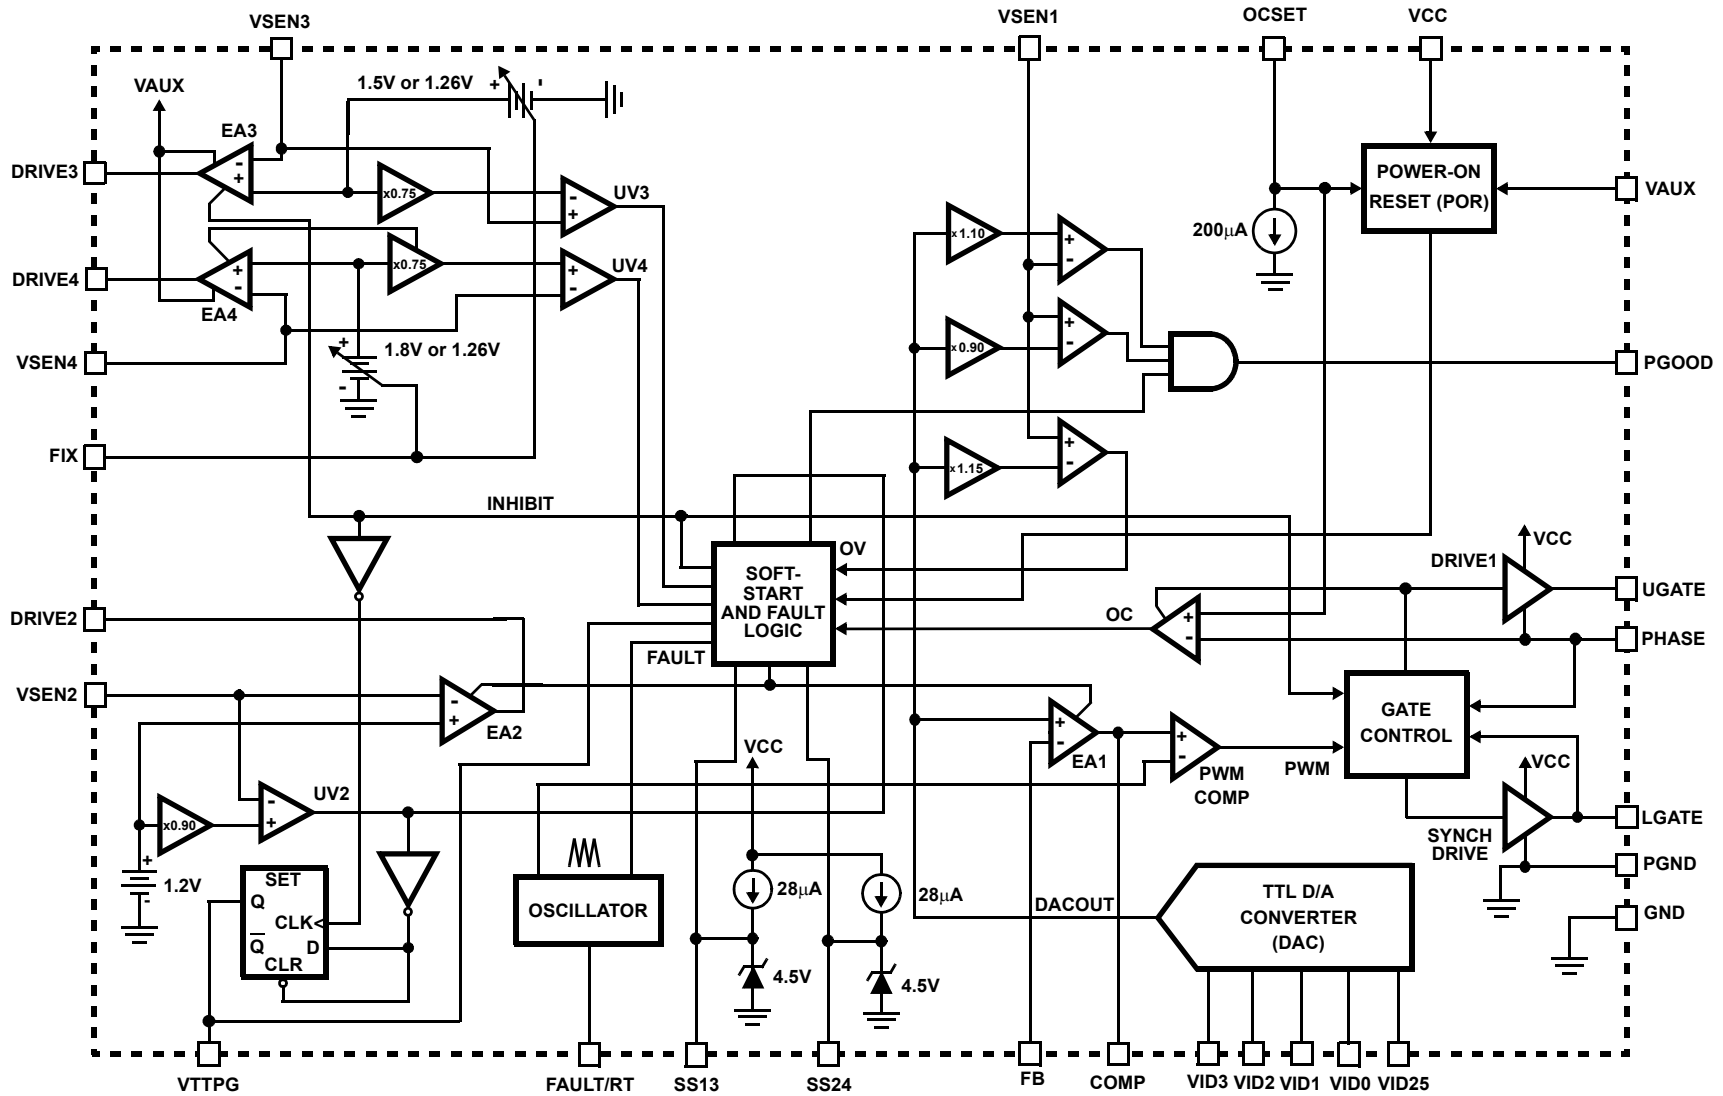 VSEN3
VSEN1
OCSET
VCC
VAUX
1.5V or 1.26V
+
-
EA3
-
+
DRIVE3
x0.75
-
+
UV3
POWER-ON
RESET (POR)
VAUX
200µA
x 1.10
+
-
DRIVE4
+
-
EA4
x0.75
+
-
UV4
VSEN4
+
-
1.8V or 1.26V
x 0.90
+
-
PGOOD
FIX
x 1.15
+
-
INHIBIT
OV
SOFT-
START
AND FAULT
LOGIC
VCC
DRIVE1
UGATE
OC
+
-
PHASE
DRIVE2
FAULT
VSEN2
-
+
EA2
+
-
EA1
VCC
+
-
PWM
COMP
PWM
GATE
CONTROL
VCC
LGATE
SYNCH
DRIVE
PGND
UV2
-
+
x0.90
+
-
1.2V
SET
Q
CLK
Q
D
CLR
OSCILLATOR
28µA
28µA
4.5V
4.5V
DACOUT
TTL D/A
CONVERTER
(DAC)
GND
VTTPG
FAULT/RT
SS13
SS24
FB
COMP
VID3
VID2
VID1
VID0
VID25